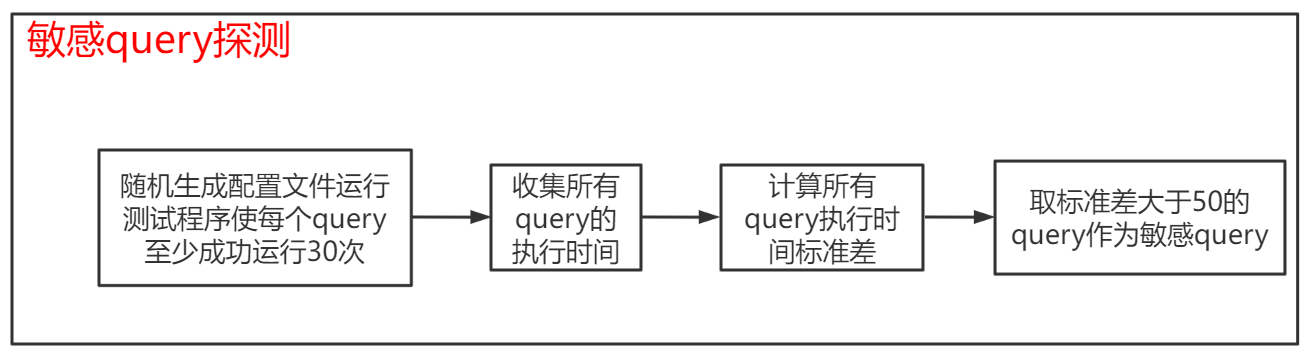 敏感query探测
随机生成配置文件运行
测试程序使每个query
至少成功运行30次
收集所有
query的
执行时间
计算所有
query执行时
间标准差
取标准差大于50的
query作为敏感query